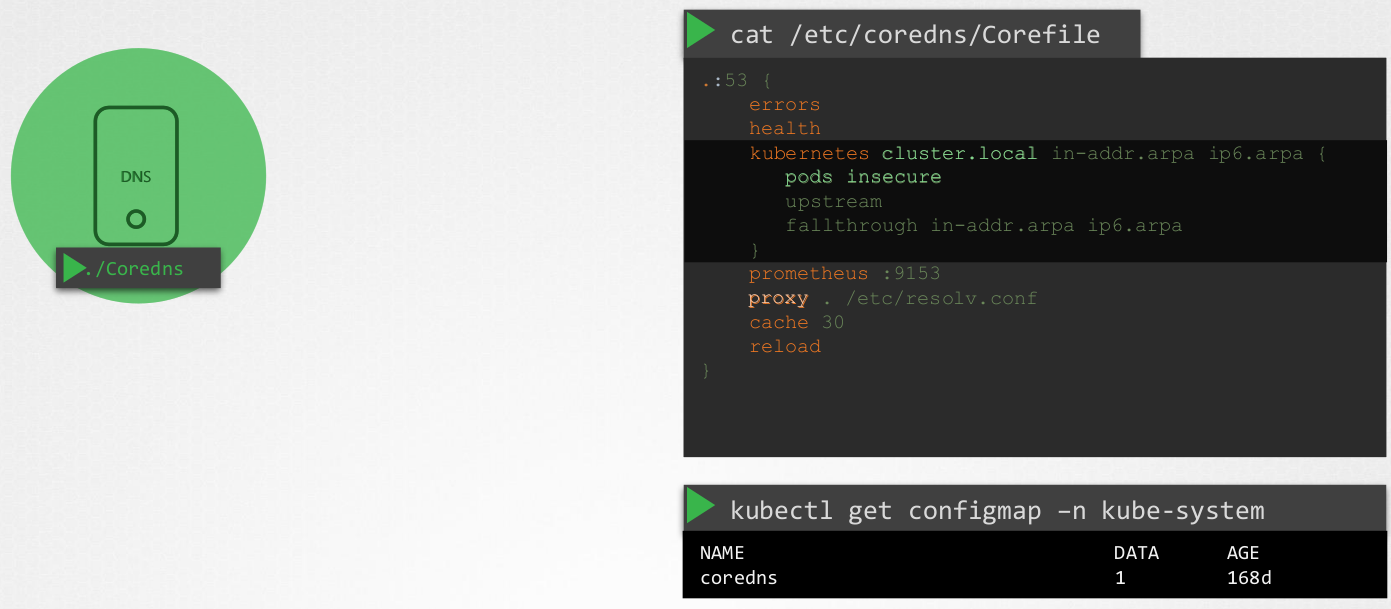 DNS
./Coredns
cat /etc/coredns/Corefile
.:53 {
errors
health
kubernetes cluster.local in-addr.arpa ip6.arpa {
pods insecure
upstream
fallthrough in-addr.arpa ip6.arpa
}
prometheus :9153
proxy . /etc/resolv.conf
cache 30
reload
}
kubectl get configmap –n kube-system
NAME DATA AGE
coredns 1 168d